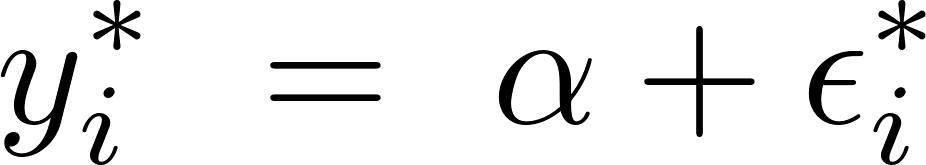 y_i^* = α + ϵ_i^*